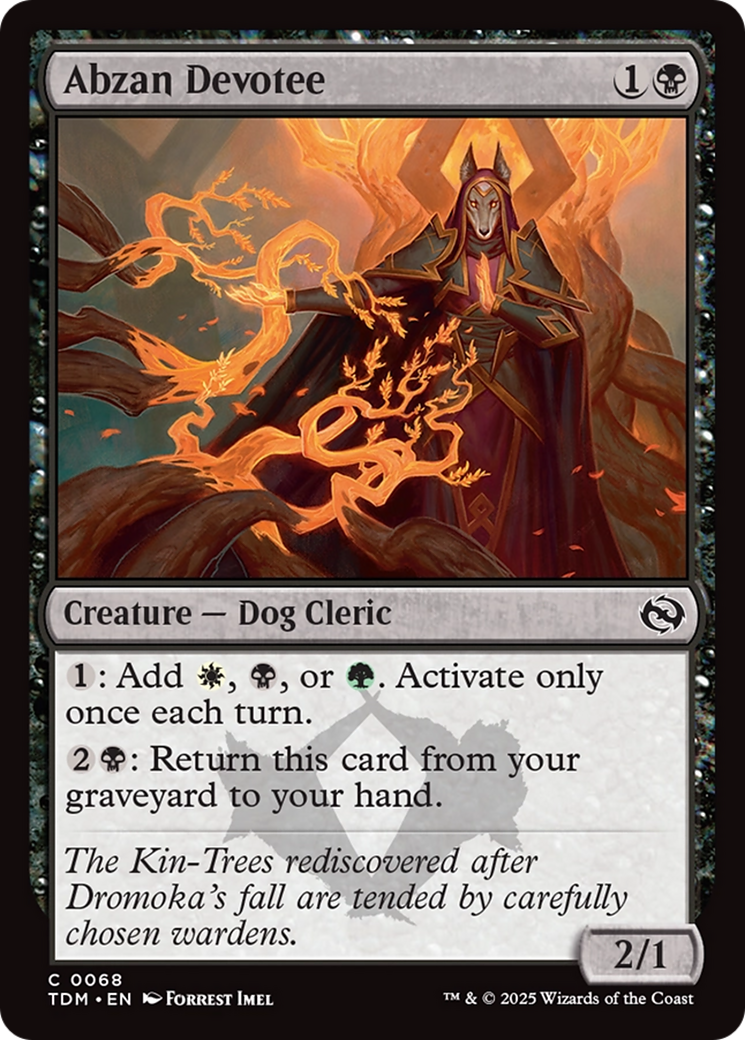 Abzan Devotee 1
Creature — Dog Cleric
1: Add , , or . Activate only
once each turn.
2: Return this card from your
graveyard to your hand.
The Kin-Trees rediscovered after
Dromoka's fall are tended by carefully
chosen wardens.
2/1
C 0068
TDM • EN Forrest Imel
™ & © 2025 Wizards of the Coast